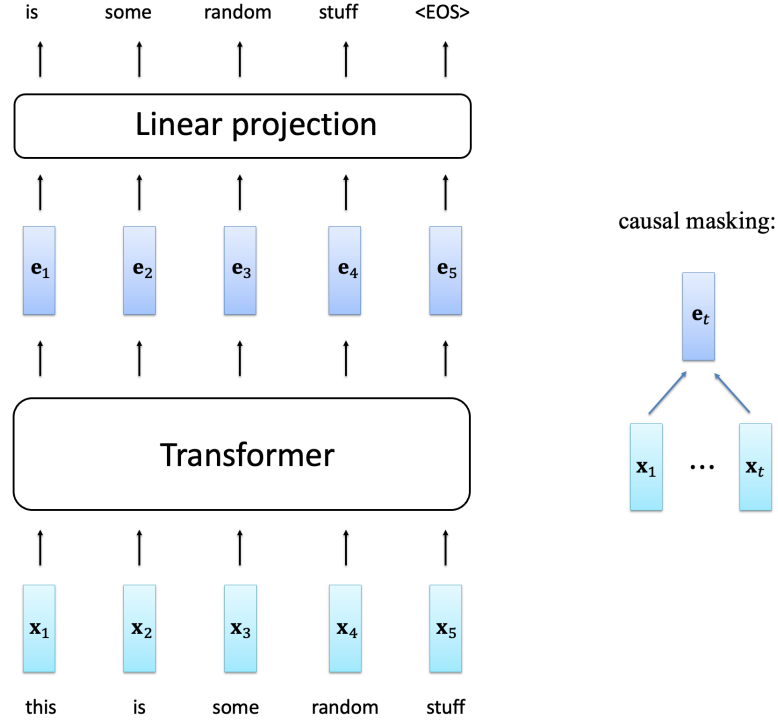 is some random stuff <EOS>
Linear projection
e₁ e₂ e₃ e₄ e₅
Transformer
x₁ x₂ x₃ x₄ x₅
this is some random stuff
causal masking:
eₜ
x₁ ⋯ xₜ